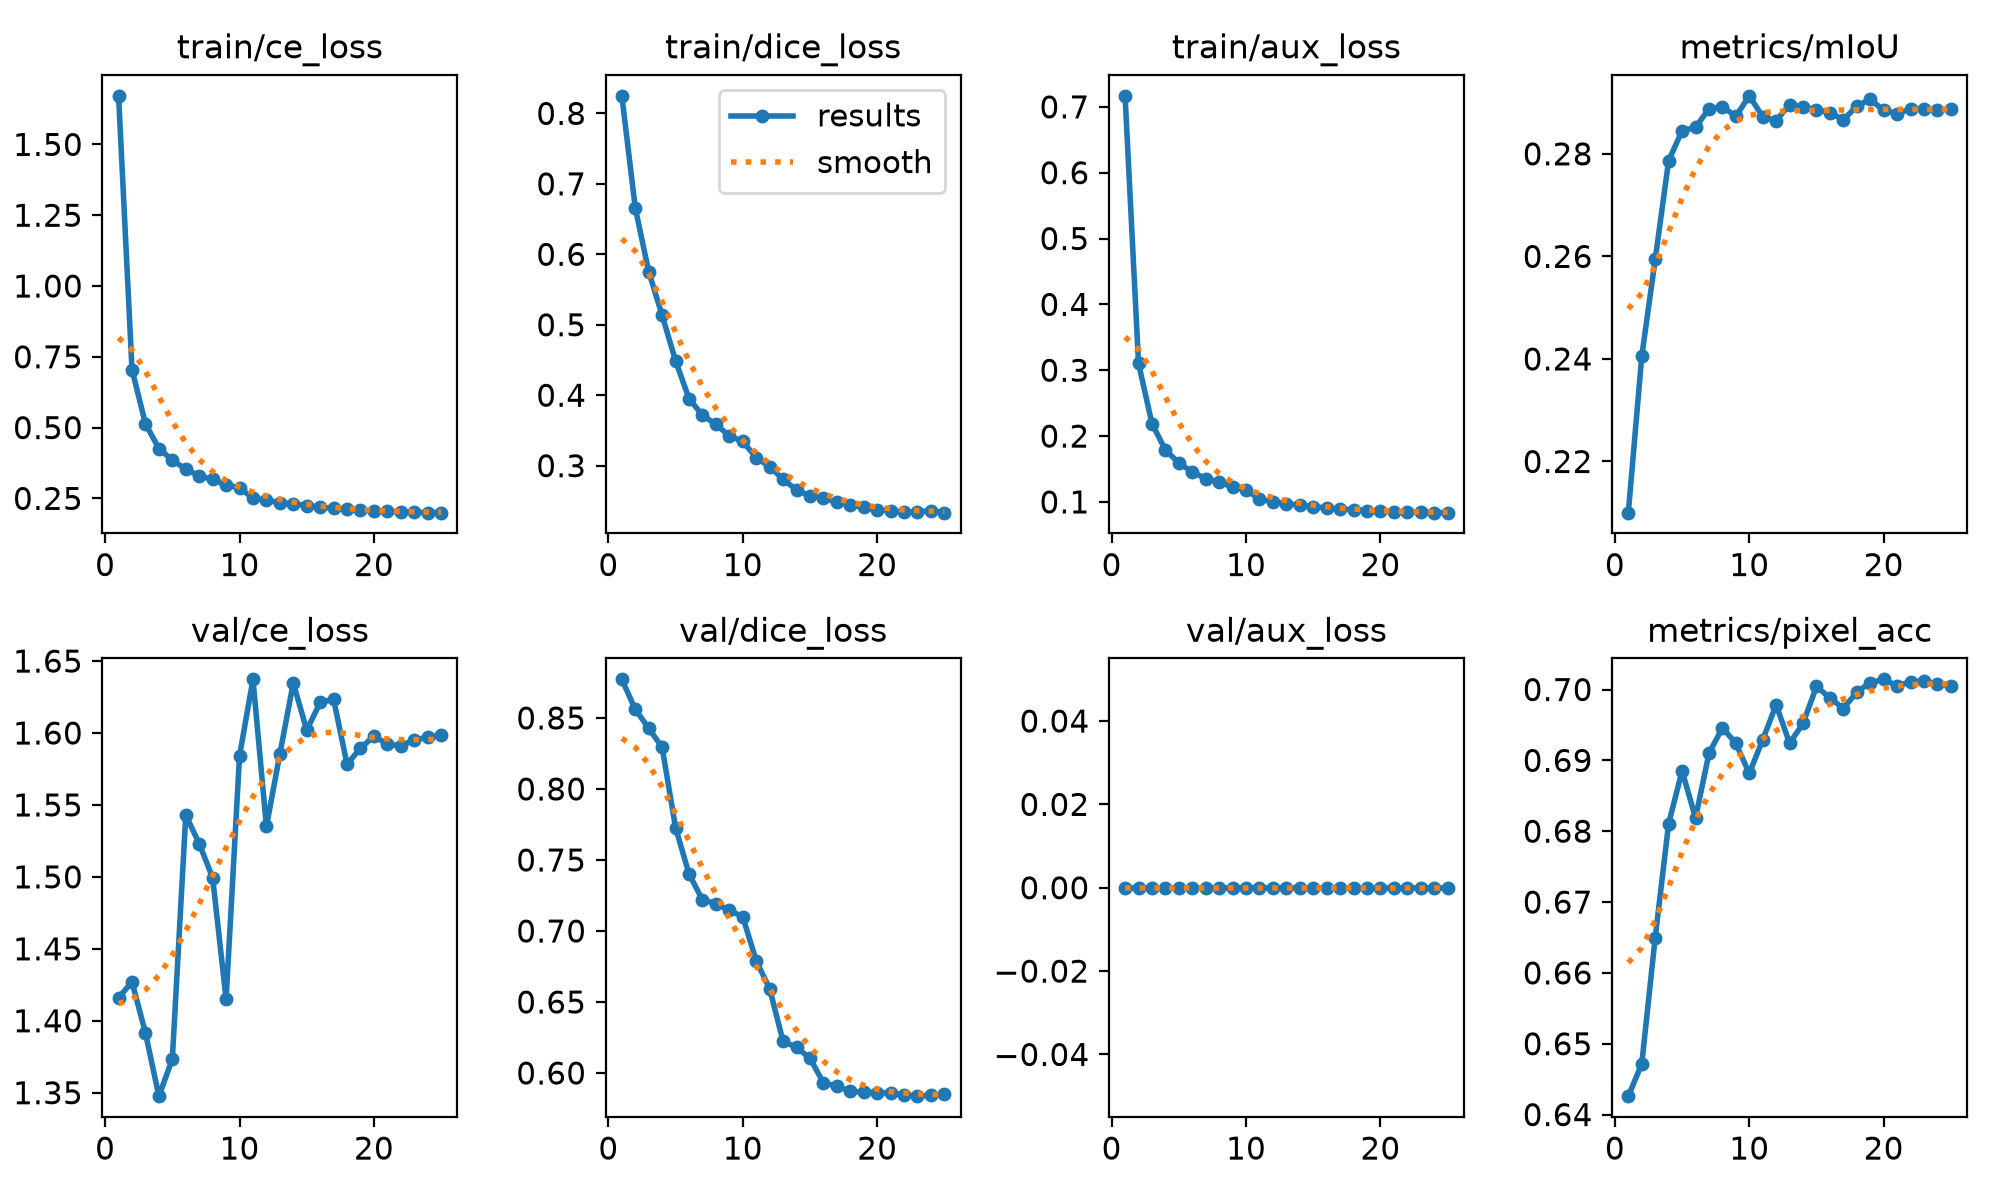 train/ce_loss
1.50
1.25
1.00
0.75
0.50
0.25
0 10 20
train/dice_loss
results
smooth
0.8
0.7
0.6
0.5
0.4
0.3
0 10 20
train/aux_loss
0.7
0.6
0.5
0.4
0.3
0.2
0.1
0 10 20
metrics/mIoU
0.28
0.26
0.24
0.22
0 10 20
val/ce_loss
1.65
1.60
1.55
1.50
1.45
1.40
1.35
0 10 20
val/dice_loss
0.85
0.80
0.75
0.70
0.65
0.60
0 10 20
val/aux_loss
0.04
0.02
0.00
−0.02
−0.04
0 10 20
metrics/pixel_acc
0.70
0.69
0.68
0.67
0.66
0.65
0.64
0 10 20